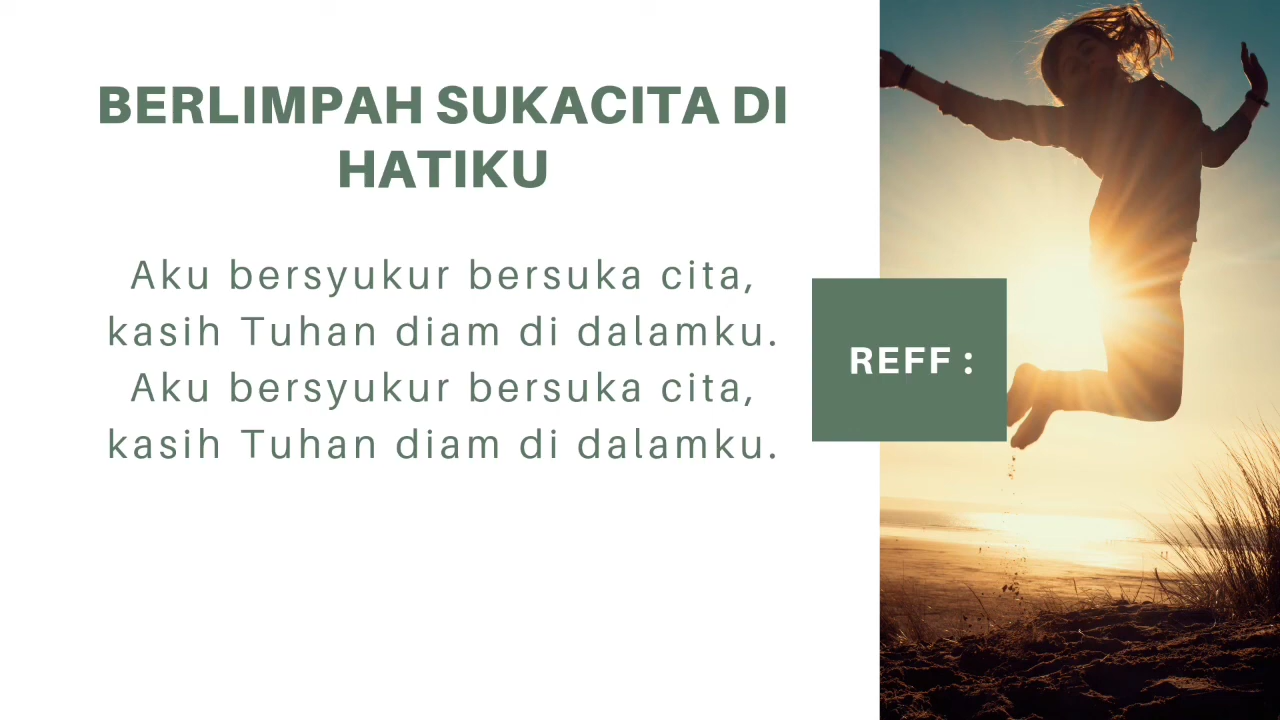 BERLIMPAH SUKACITA DI
HATIKU
Aku bersyukur bersuka cita,
kasih Tuhan diam di dalamku.
Aku bersyukur bersuka cita,
kasih Tuhan diam di dalamku.
REFF :